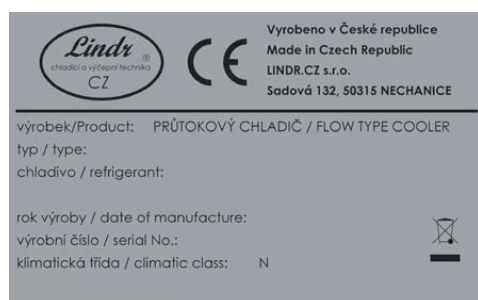 Lindr ®
chladící a výčepní technika
CZ
CE
Vyrobeno v České republice
Made in Czech Republic
LINDR.CZ s.r.o.
Sadová 132, 50315 NECHANICE
výrobek/Product: PRŮTOKOVÝ CHLADIČ / FLOW TYPE COOLER
typ / type:
chladivo / refrigerant:
rok výroby / date of manufacture:
výrobní číslo / serial No.:
klimatická třída / climatic class: N